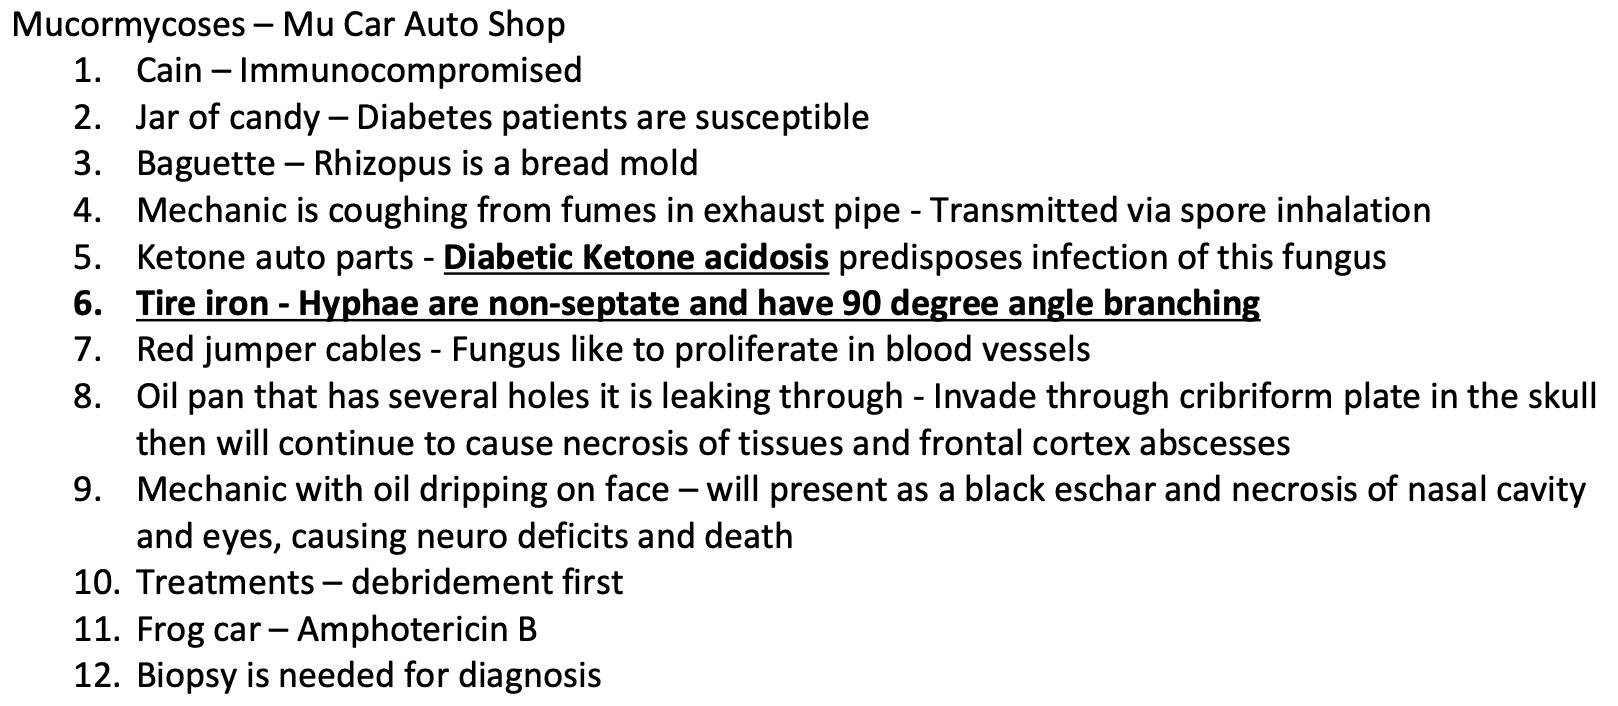 Mucormycoses – Mu Car Auto Shop
1. Cain – Immunocompromised
2. Jar of candy – Diabetes patients are susceptible
3. Baguette – Rhizopus is a bread mold
4. Mechanic is coughing from fumes in exhaust pipe - Transmitted via spore inhalation
5. Ketone auto parts - Diabetic Ketone acidosis predisposes infection of this fungus
6. Tire iron - Hyphae are non-septate and have 90 degree angle branching
7. Red jumper cables - Fungus like to proliferate in blood vessels
8. Oil pan that has several holes it is leaking through - Invade through cribriform plate in the skull
then will continue to cause necrosis of tissues and frontal cortex abscesses
9. Mechanic with oil dripping on face – will present as a black eschar and necrosis of nasal cavity
and eyes, causing neuro deficits and death
10. Treatments – debridement first
11. Frog car – Amphotericin B
12. Biopsy is needed for diagnosis